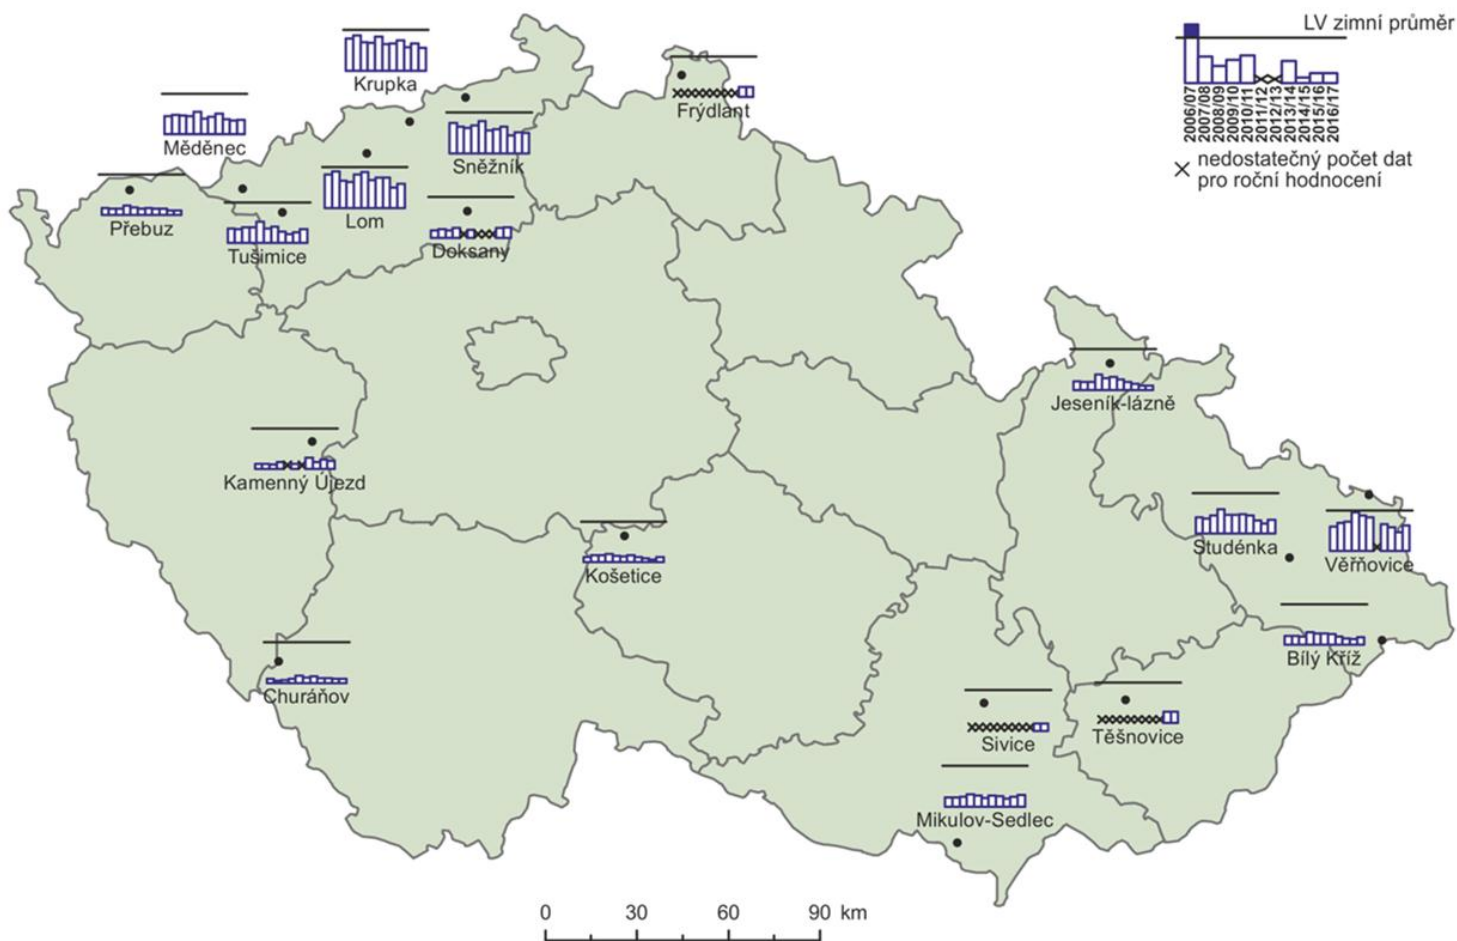 LV zimní průměr
2006/07
2007/08
2008/09
2009/10
2010/11
2011/12
2012/13
2013/14
2014/15
2015/16
2016/17
nedostatečný počet dat
pro roční hodnocení
Krupka
Frýdlant
Měděnec
Sněžník
Přebuz
Lom
Tušimice
Doksany
Jeseník-lázně
Kamenný Újezd
Studénka
Věřňovice
Košetice
Bílý Kříž
Churáňov
Sivice
Těšnovice
Mikulov-Sedlec
0 30 60 90 km